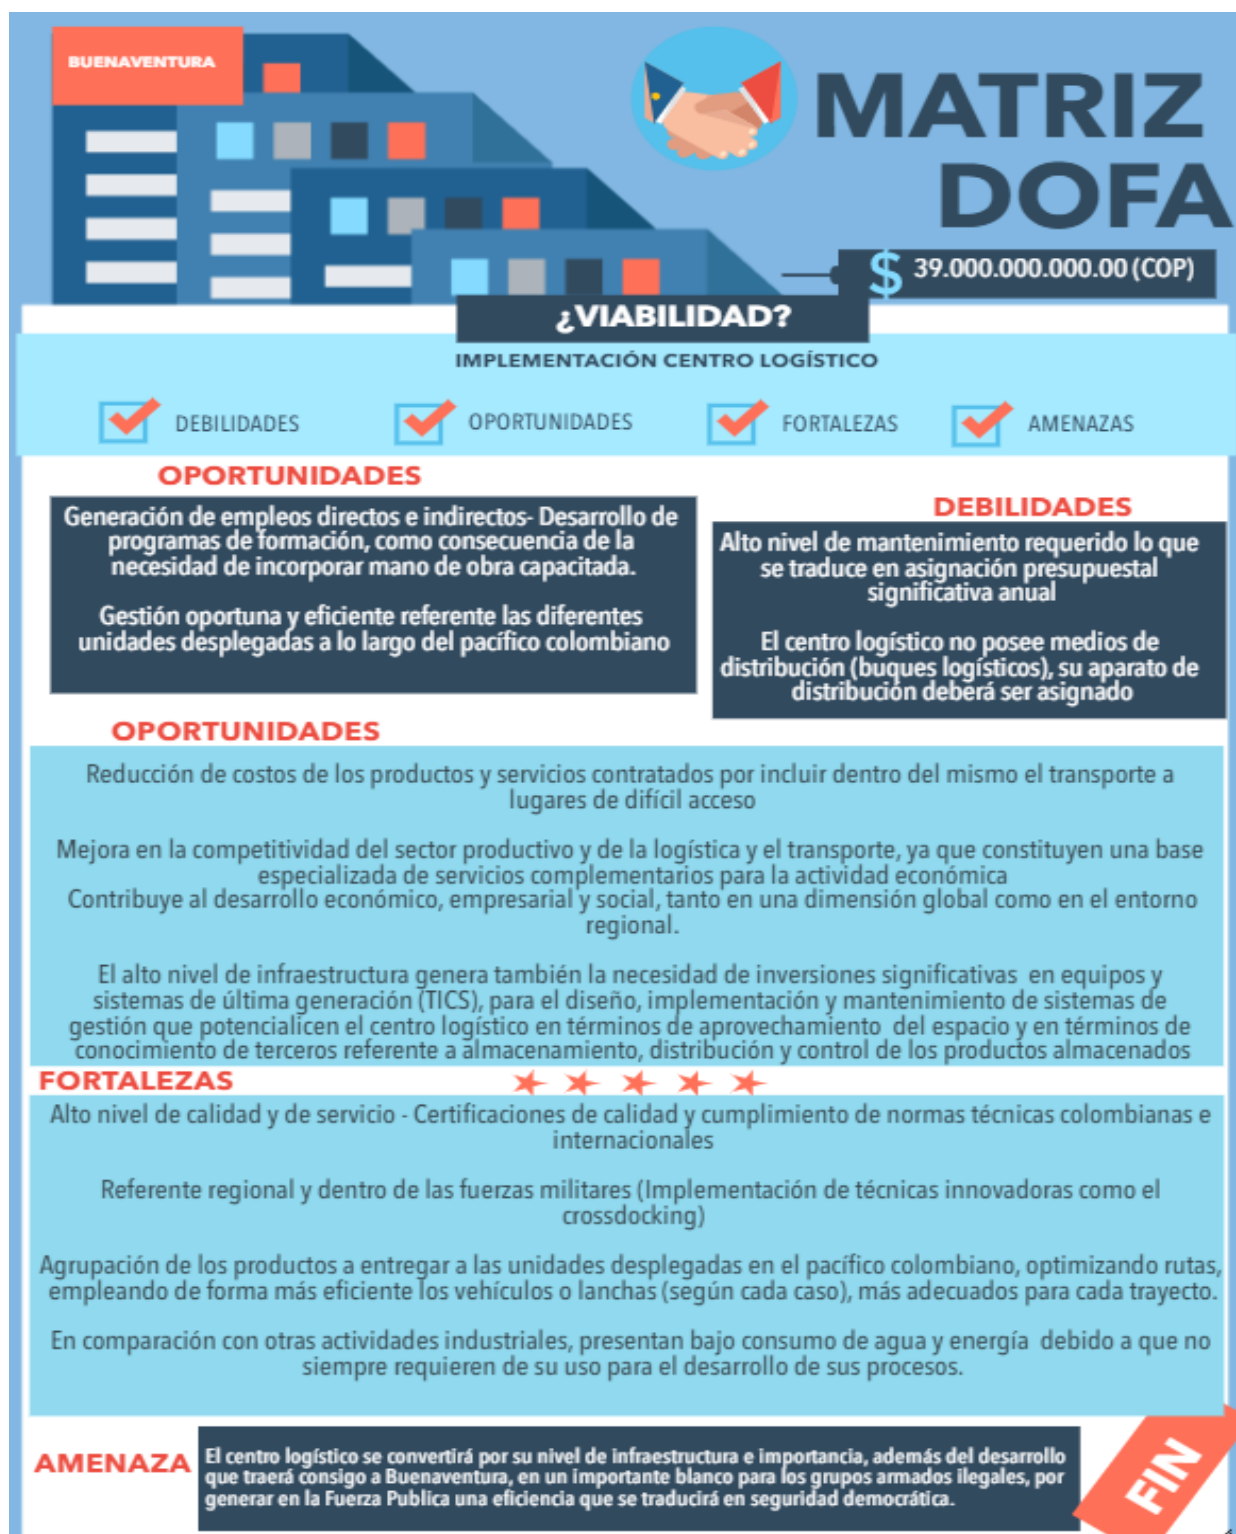 BUENAVENTURA
MATRIZ
DOFA
$ 39.000.000.000.00 (COP)
¿VIABILIDAD?
IMPLEMENTACIÓN CENTRO LOGÍSTICO
DEBILIDADES
OPORTUNIDADES
FORTALEZAS
AMENAZAS
OPORTUNIDADES
Generación de empleos directos e indirectos- Desarrollo de
programas de formación, como consecuencia de la
necesidad de incorporar mano de obra capacitada.
Gestión oportuna y eficiente referente las diferentes
unidades desplegadas a lo largo del pacífico colombiano
DEBILIDADES
Alto nivel de mantenimiento requerido lo que
se traduce en asignación presupuestal
significativa anual
El centro logístico no posee medios de
distribución (buques logísticos), su aparato de
distribución deberá ser asignado
OPORTUNIDADES
Reducción de costos de los productos y servicios contratados por incluir dentro del mismo el transporte a
lugares de difícil acceso
Mejora en la competitividad del sector productivo y de la logística y el transporte, ya que constituyen una base
especializada de servicios complementarios para la actividad económica
Contribuye al desarrollo económico, empresarial y social, tanto en una dimensión global como en el entorno
regional.
El alto nivel de infraestructura genera también la necesidad de inversiones significativas en equipos y
sistemas de última generación (TICS), para el diseño, implementación y mantenimiento de sistemas de
gestión que potencialicen el centro logístico en términos de aprovechamiento del espacio y en términos de
conocimiento de terceros referente a almacenamiento, distribución y control de los productos almacenados
FORTALEZAS
Alto nivel de calidad y de servicio - Certificaciones de calidad y cumplimiento de normas técnicas colombianas e
internacionales
Referente regional y dentro de las fuerzas militares (Implementación de técnicas innovadoras como el
crossdocking)
Agrupación de los productos a entregar a las unidades desplegadas en el pacífico colombiano, optimizando rutas,
empleando de forma más eficiente los vehículos o lanchas (según cada caso), más adecuados para cada trayecto.
En comparación con otras actividades industriales, presentan bajo consumo de agua y energía debido a que no
siempre requieren de su uso para el desarrollo de sus procesos.
AMENAZA
El centro logístico se convertirá por su nivel de infraestructura e importancia, además del desarrollo
que traerá consigo a Buenaventura, en un importante blanco para los grupos armados ilegales, por
generar en la Fuerza Publica una eficiencia que se traducirá en seguridad democrática.
FIN